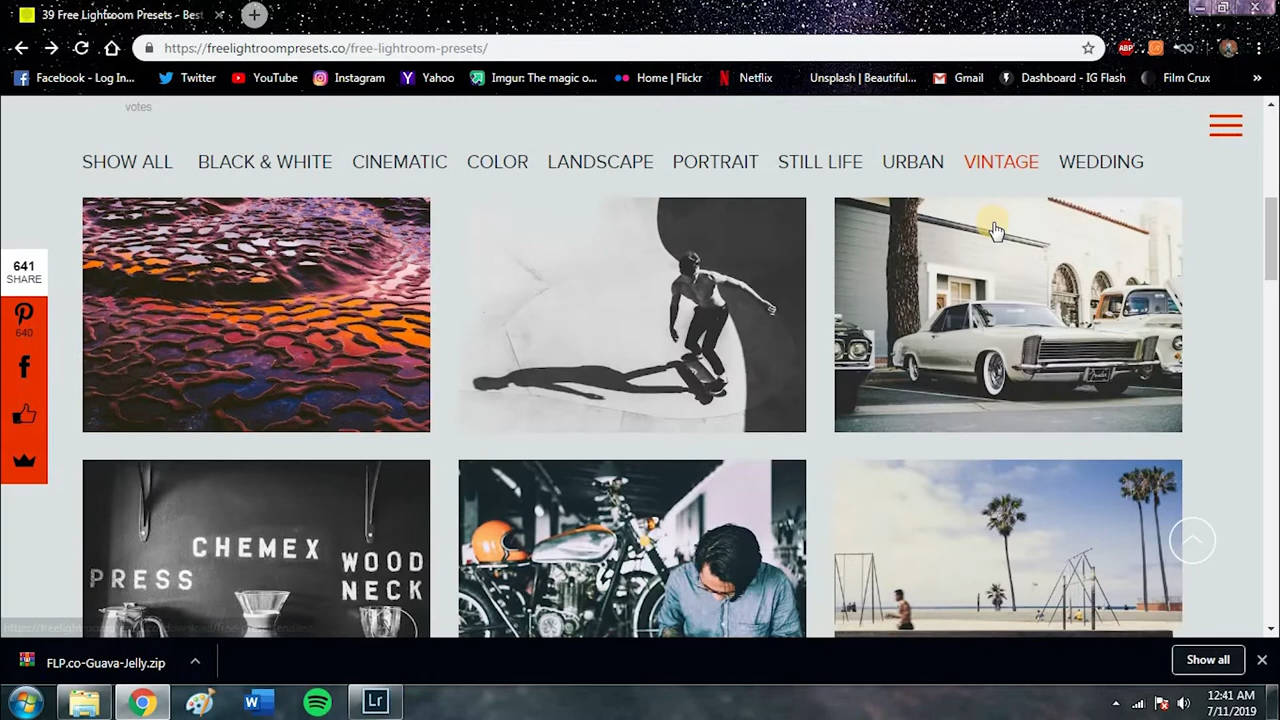 39 Free Lightroom Presets - Best
https://freelightroompresets.co/free-lightroom-presets/
ABP
Facebook - Log In... Twitter YouTube Instagram Yahoo Imgur: The magic o... Home | Flickr Netflix Unsplash | Beautiful... Gmail Dashboard - IG Flash Film Crux »
votes
SHOW ALL BLACK & WHITE CINEMATIC COLOR LANDSCAPE PORTRAIT STILL LIFE URBAN VINTAGE WEDDING
641
SHARE
640
CHEMEX
PRESS
WOOD
NECK
FLP.co-Guava-Jelly.zip
Show all
W
Lr
12:41 AM
7/11/2019